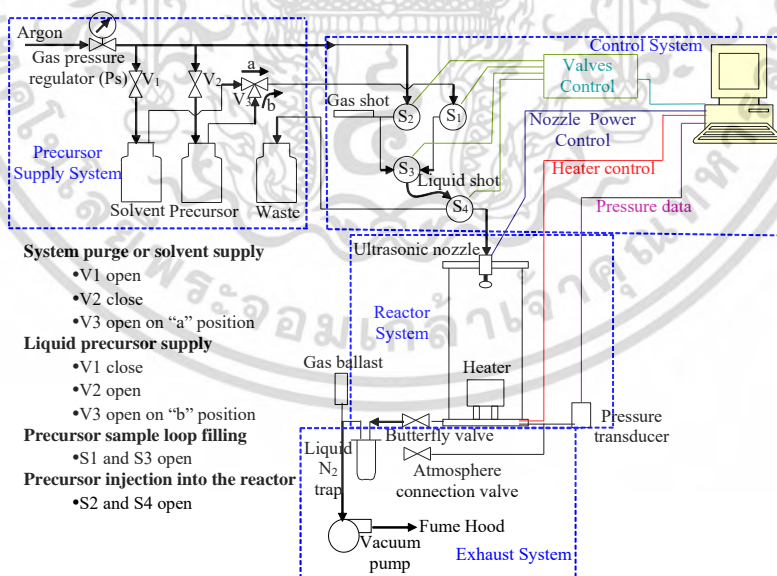 Argon
Gas pressure
regulator (Ps)
V1
V2
V3
a
b
Precursor
Supply System
Solvent
Precursor
Waste
Control System
Valves
Control
Gas shot
S2
S1
S3
Liquid shot
S4
Nozzle Power
Control
Heater control
Pressure data
System purge or solvent supply
•V1 open
•V2 close
•V3 open on “a” position
Liquid precursor supply
•V1 close
•V2 open
•V3 open on “b” position
Precursor sample loop filling
•S1 and S3 open
Precursor injection into the reactor
•S2 and S4 open
Ultrasonic nozzle
Reactor
System
Heater
Gas ballast
Butterfly valve
Pressure
transducer
Liquid
N2
trap
Atmosphere
connection valve
Fume Hood
Vacuum
pump
Exhaust System